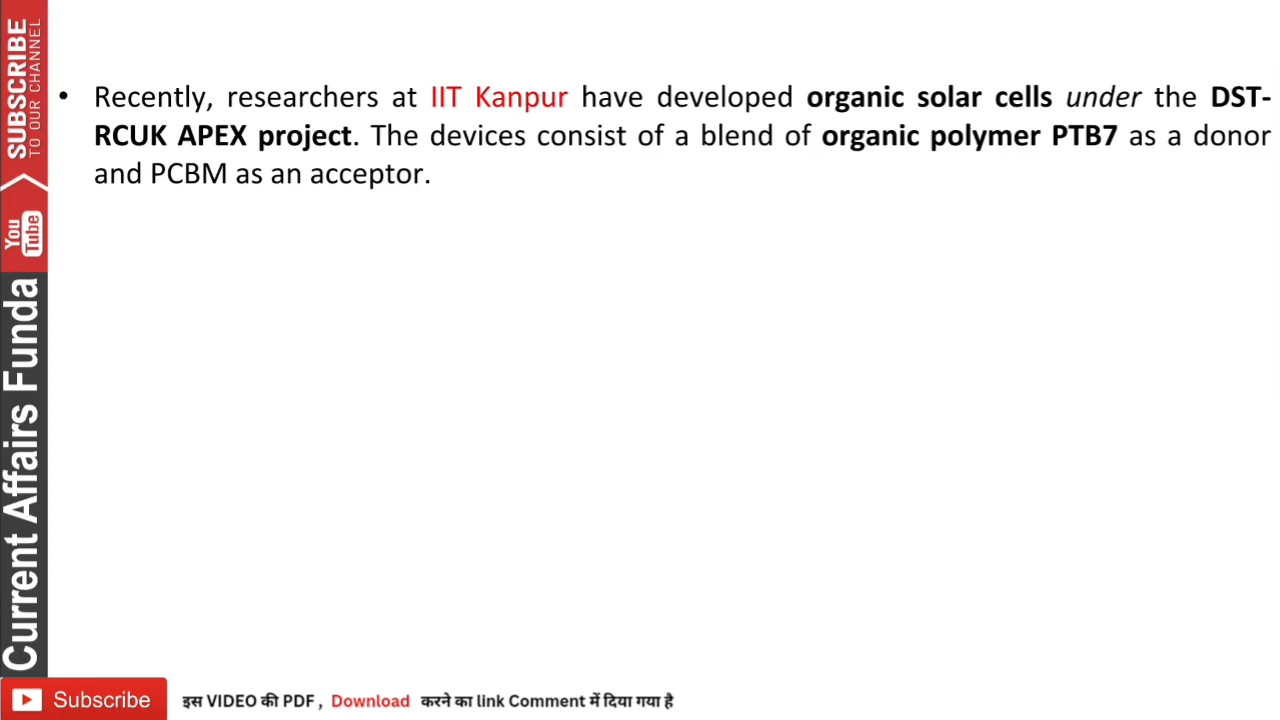 • Recently, researchers at IIT Kanpur have developed organic solar cells under the DST-
RCUK APEX project. The devices consist of a blend of organic polymer PTB7 as a donor
and PCBM as an acceptor.
SUBSCRIBE
TO OUR CHANNEL
You Tube
Current Affairs Funda
Subscribe
इस VIDEO की PDF , Download करने का link Comment में दिया गया है